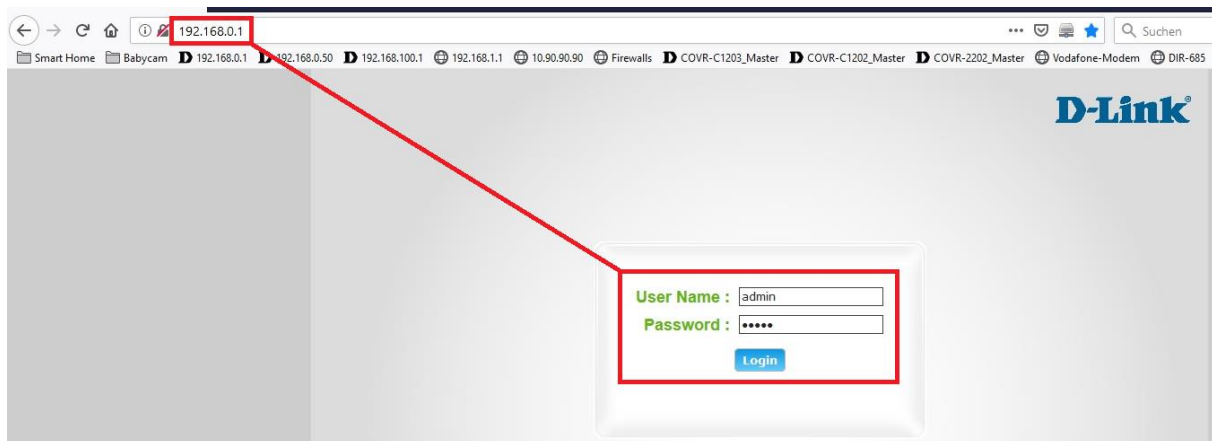 192.168.0.1
Suchen
Smart Home Babycam D 192.168.0.1 D 192.168.0.50 D 192.168.100.1 192.168.1.1 10.90.90.90 Firewalls D COVR-C1203_Master D COVR-C1202_Master D COVR-2202_Master Vodafone-Modem DIR-685
D-Link
User Name : admin
Password : •••••
Login